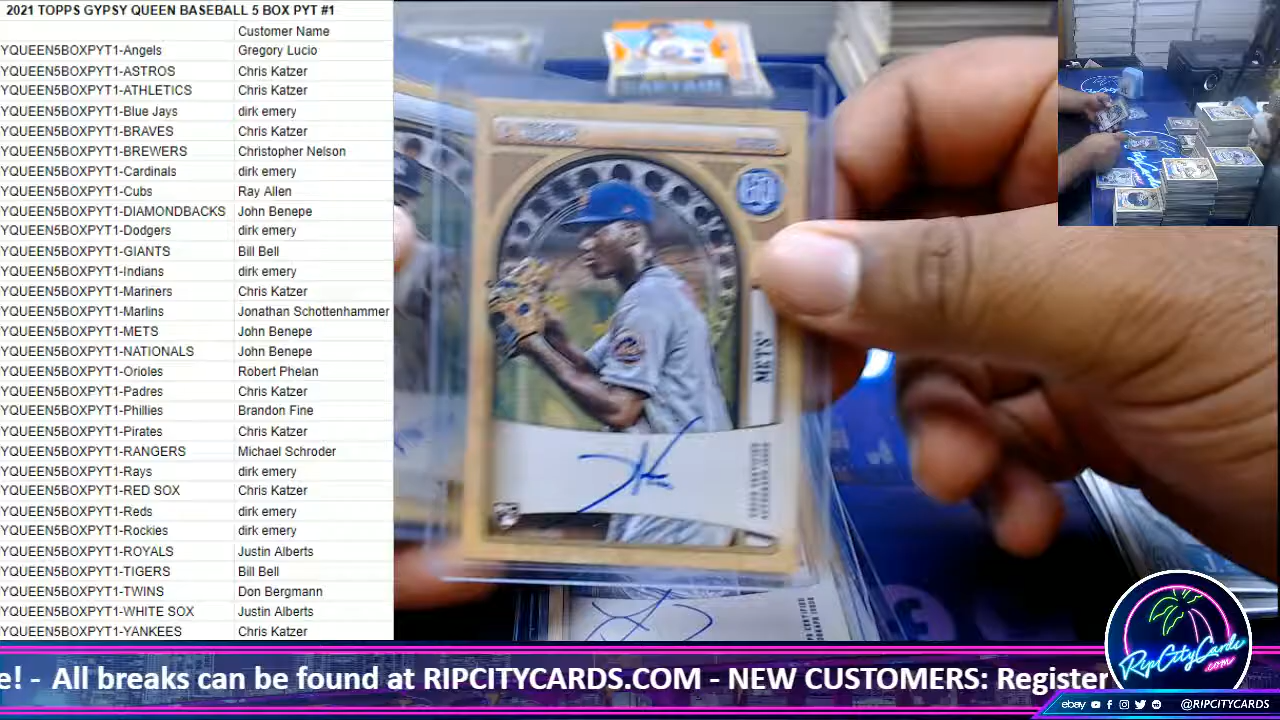 2021 TOPPS GYPSY QUEEN BASEBALL 5 BOX PYT #1
Customer Name
YQUEEN5BOXPYT1-Angels Gregory Lucio
YQUEEN5BOXPYT1-ASTROS Chris Katzer
YQUEEN5BOXPYT1-ATHLETICS Chris Katzer
YQUEEN5BOXPYT1-Blue Jays dirk emery
YQUEEN5BOXPYT1-BRAVES Chris Katzer
YQUEEN5BOXPYT1-BREWERS Christopher Nelson
YQUEEN5BOXPYT1-Cardinals dirk emery
YQUEEN5BOXPYT1-Cubs Ray Allen
YQUEEN5BOXPYT1-DIAMONDBACKS John Benepe
YQUEEN5BOXPYT1-Dodgers dirk emery
YQUEEN5BOXPYT1-GIANTS Bill Bell
YQUEEN5BOXPYT1-Indians dirk emery
YQUEEN5BOXPYT1-Mariners Chris Katzer
YQUEEN5BOXPYT1-Marlins Jonathan Schottenhammer
YQUEEN5BOXPYT1-METS John Benepe
YQUEEN5BOXPYT1-NATIONALS John Benepe
YQUEEN5BOXPYT1-Orioles Robert Phelan
YQUEEN5BOXPYT1-Padres Chris Katzer
YQUEEN5BOXPYT1-Phillies Brandon Fine
YQUEEN5BOXPYT1-Pirates Chris Katzer
YQUEEN5BOXPYT1-RANGERS Michael Schroder
YQUEEN5BOXPYT1-Rays dirk emery
YQUEEN5BOXPYT1-RED SOX Chris Katzer
YQUEEN5BOXPYT1-Reds dirk emery
YQUEEN5BOXPYT1-Rockies dirk emery
YQUEEN5BOXPYT1-ROYALS Justin Alberts
YQUEEN5BOXPYT1-TIGERS Bill Bell
YQUEEN5BOXPYT1-TWINS Don Bergmann
YQUEEN5BOXPYT1-WHITE SOX Justin Alberts
YQUEEN5BOXPYT1-YANKEES Chris Katzer
GQ
METS
e! - All breaks can be found at RIPCITYCARDS.COM - NEW CUSTOMERS: Register
RipCityCards
.com
ebay @RIPCITYCARDS